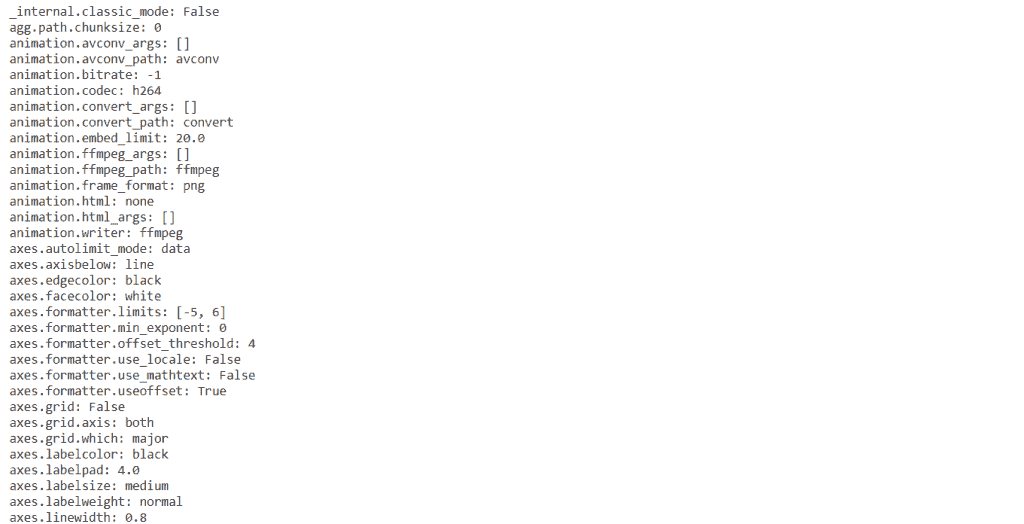 _internal.classic_mode: False
agg.path.chunksize: 0
animation.avconv_args: []
animation.avconv_path: avconv
animation.bitrate: -1
animation.codec: h264
animation.convert_args: []
animation.convert_path: convert
animation.embed_limit: 20.0
animation.ffmpeg_args: []
animation.ffmpeg_path: ffmpeg
animation.frame_format: png
animation.html: none
animation.html_args: []
animation.writer: ffmpeg
axes.autolimit_mode: data
axes.axisbelow: line
axes.edgecolor: black
axes.facecolor: white
axes.formatter.limits: [-5, 6]
axes.formatter.min_exponent: 0
axes.formatter.offset_threshold: 4
axes.formatter.use_locale: False
axes.formatter.use_mathtext: False
axes.formatter.useoffset: True
axes.grid: False
axes.grid.axis: both
axes.grid.which: major
axes.labelcolor: black
axes.labelpad: 4.0
axes.labelsize: medium
axes.labelweight: normal
axes.linewidth: 0.8